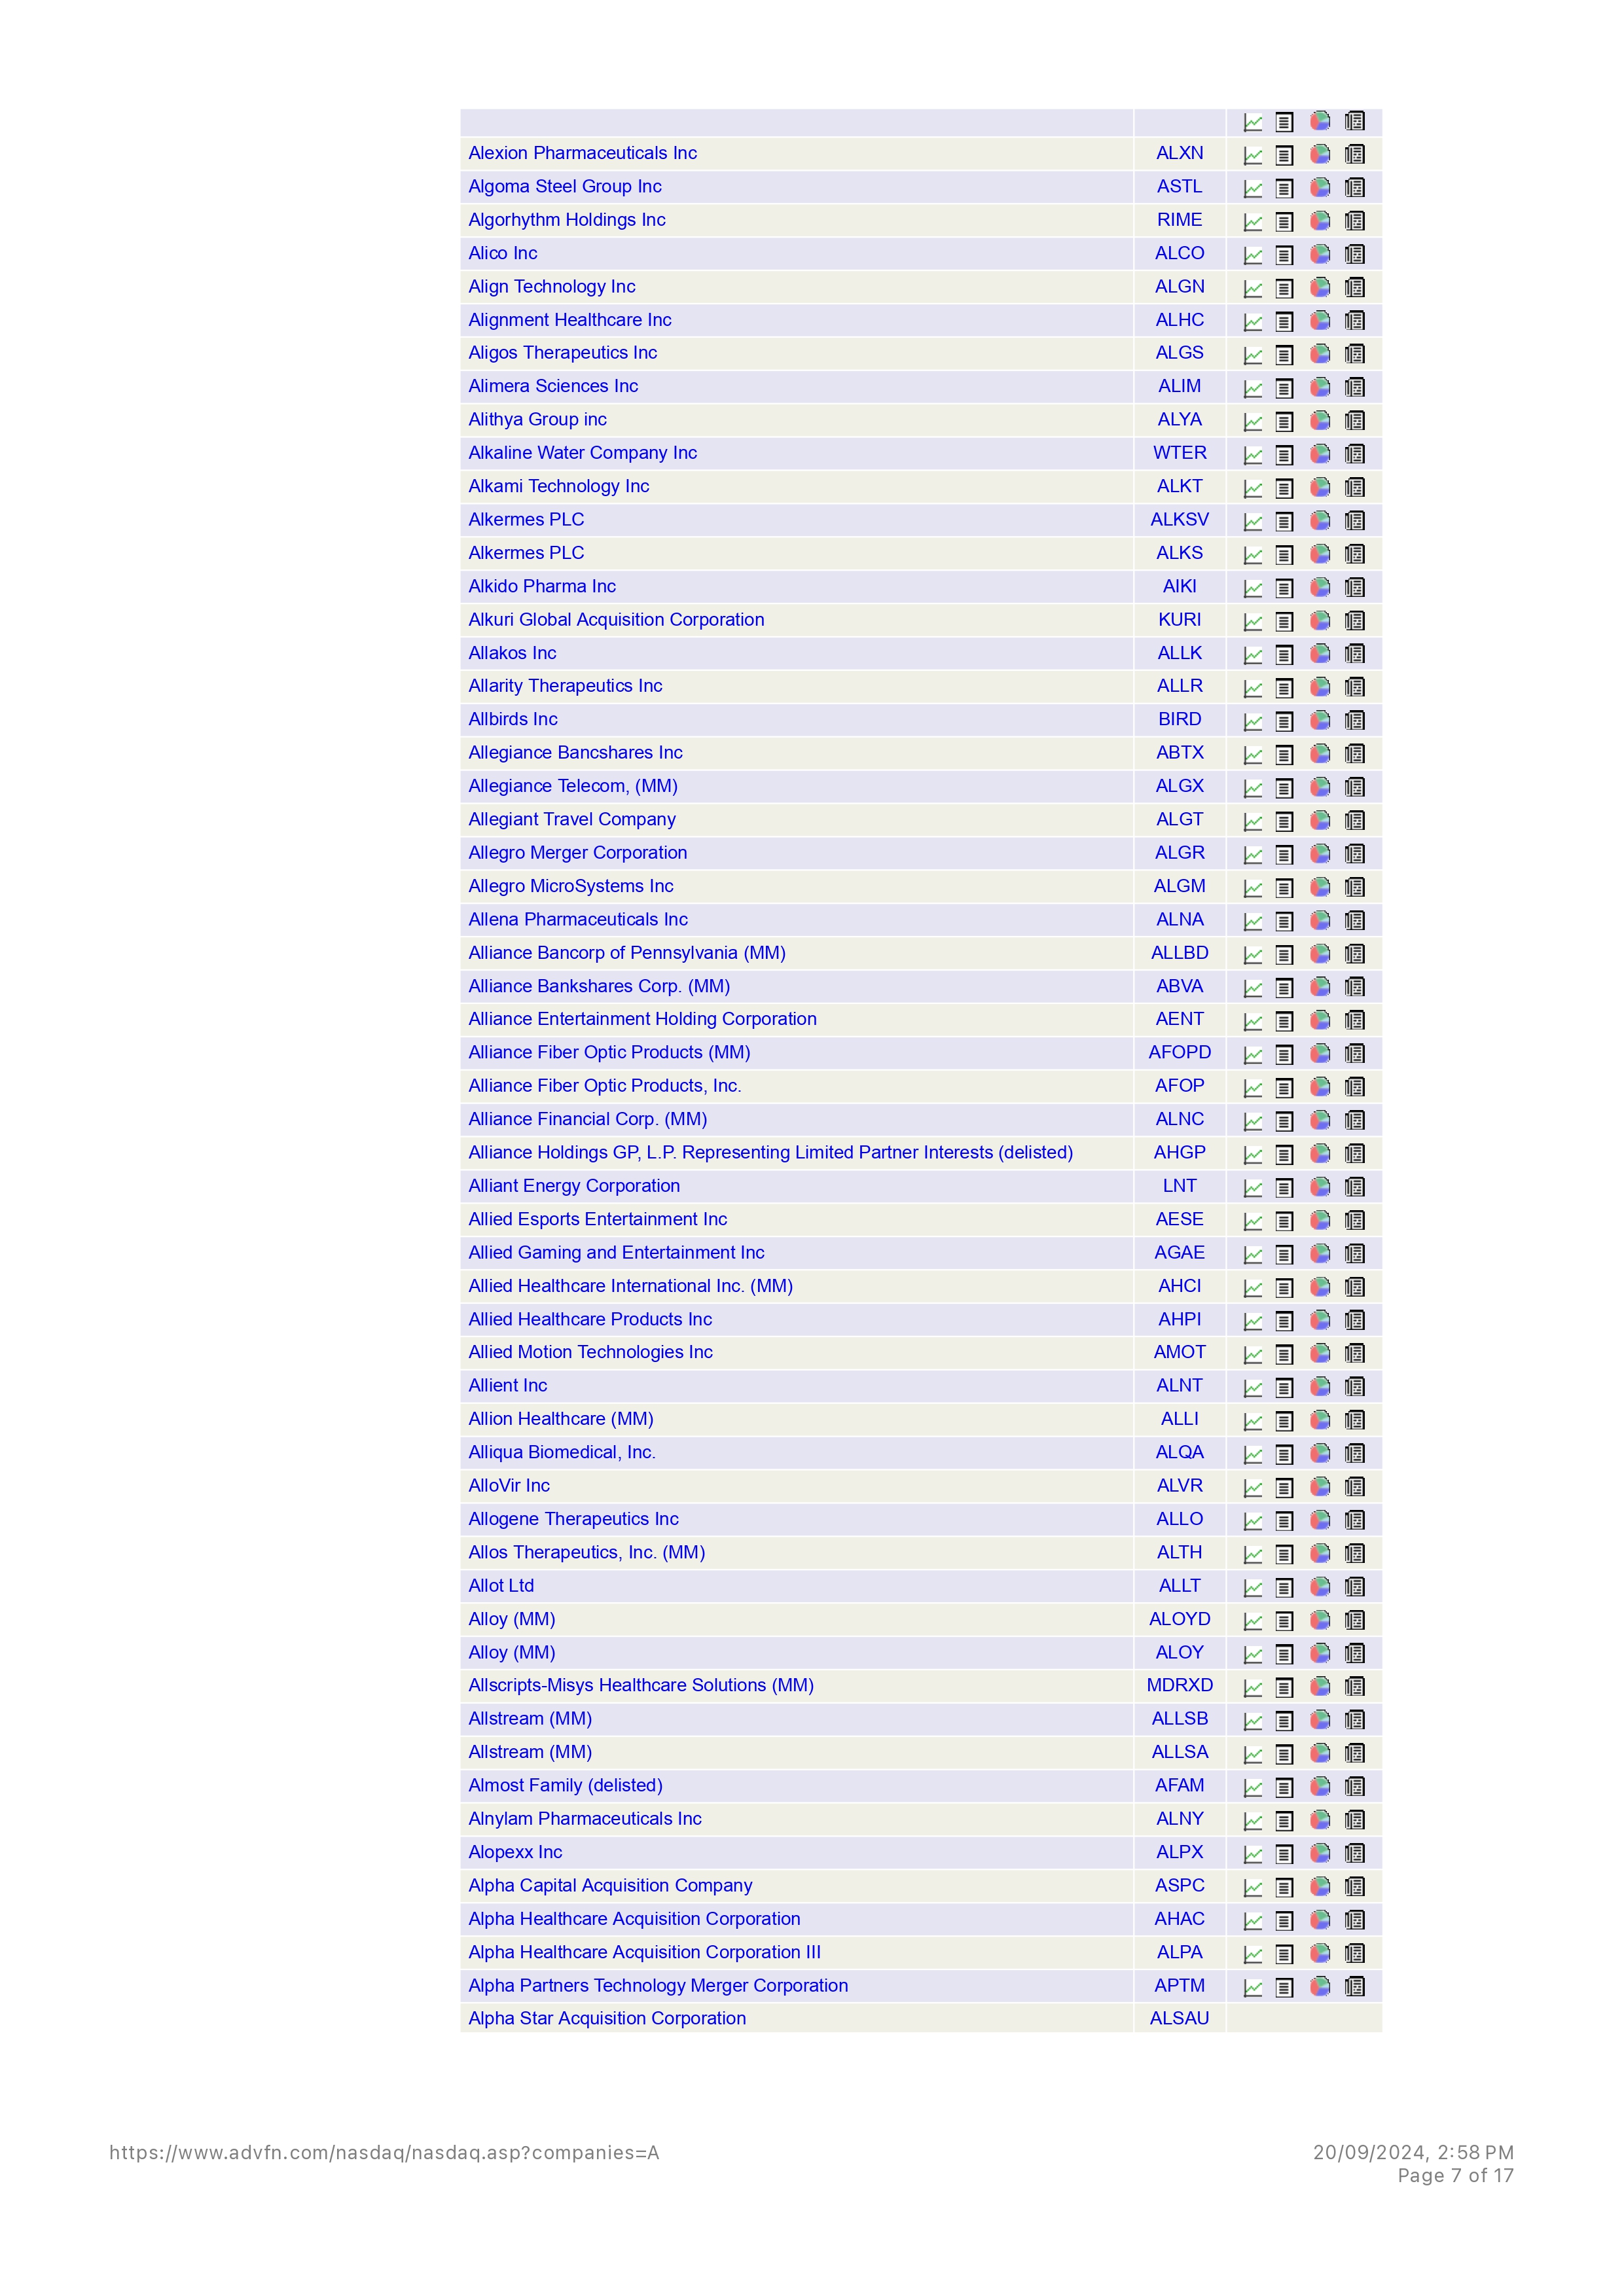 Alexion Pharmaceuticals Inc ALXN
Algoma Steel Group Inc ASTL
Algorhythm Holdings Inc RIME
Alico Inc ALCO
Align Technology Inc ALGN
Alignment Healthcare Inc ALHC
Aligos Therapeutics Inc ALGS
Alimera Sciences Inc ALIM
Alithya Group inc ALYA
Alkaline Water Company Inc WTER
Alkami Technology Inc ALKT
Alkermes PLC ALKSV
Alkermes PLC ALKS
Alkido Pharma Inc AIKI
Alkuri Global Acquisition Corporation KURI
Allakos Inc ALLK
Allarity Therapeutics Inc ALLR
Allbirds Inc BIRD
Allegiance Bancshares Inc ABTX
Allegiance Telecom, (MM) ALGX
Allegiant Travel Company ALGT
Allegro Merger Corporation ALGR
Allegro MicroSystems Inc ALGM
Allena Pharmaceuticals Inc ALNA
Alliance Bancorp of Pennsylvania (MM) ALLBD
Alliance Bankshares Corp. (MM) ABVA
Alliance Entertainment Holding Corporation AENT
Alliance Fiber Optic Products (MM) AFOPD
Alliance Fiber Optic Products, Inc. AFOP
Alliance Financial Corp. (MM) ALNC
Alliance Holdings GP, L.P. Representing Limited Partner Interests (delisted) AHGP
Alliant Energy Corporation LNT
Allied Esports Entertainment Inc AESE
Allied Gaming and Entertainment Inc AGAE
Allied Healthcare International Inc. (MM) AHCI
Allied Healthcare Products Inc AHPI
Allied Motion Technologies Inc AMOT
Allient Inc ALNT
Allion Healthcare (MM) ALLI
Alliqua Biomedical, Inc. ALQA
AlloVir Inc ALVR
Allogene Therapeutics Inc ALLO
Allos Therapeutics, Inc. (MM) ALTH
Allot Ltd ALLT
Alloy (MM) ALOYD
Alloy (MM) ALOY
Allscripts-Misys Healthcare Solutions (MM) MDRXD
Allstream (MM) ALLSB
Allstream (MM) ALLSA
Almost Family (delisted) AFAM
Alnylam Pharmaceuticals Inc ALNY
Alopexx Inc ALPX
Alpha Capital Acquisition Company ASPC
Alpha Healthcare Acquisition Corporation AHAC
Alpha Healthcare Acquisition Corporation III ALPA
Alpha Partners Technology Merger Corporation APTM
Alpha Star Acquisition Corporation ALSAU
https://www.advfn.com/nasdaq/nasdaq.asp?companies=A 20/09/2024, 2:58 PM
Page 7 of 17